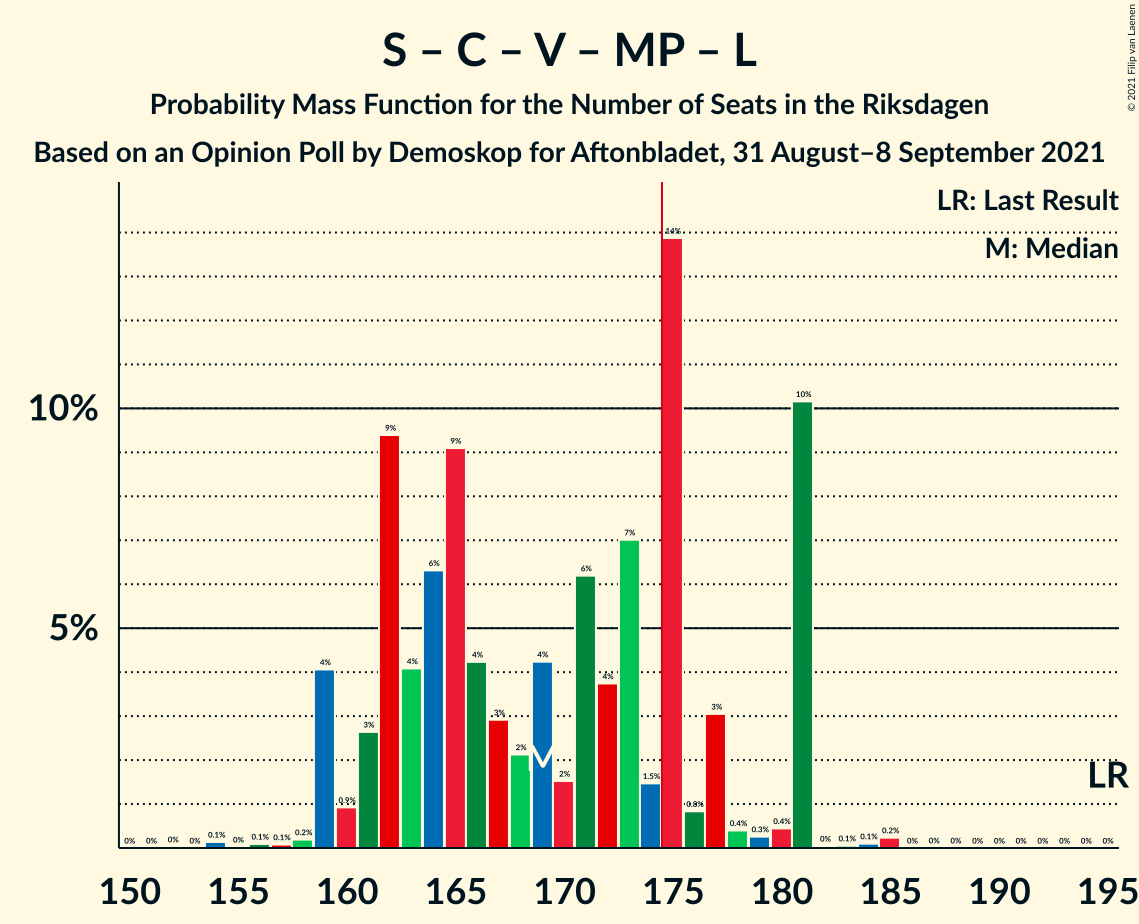 S – C – V – MP – L
Probability Mass Function for the Number of Seats in the Riksdagen
Based on an Opinion Poll by Demoskop for Aftonbladet, 31 August–8 September 2021
© 2021 Filip van Laenen
LR: Last Result
M: Median
10%
5%
0% 0% 0% 0% 0.1% 0% 0.1% 0.1% 0.2% 4% 0.9% 3% 9% 4% 6% 9% 4% 3% 2% 4% 2% 6% 4% 7% 1.5% 14% 0.8% 3% 0.4% 0.3% 0.4% 10% 0% 0.1% 0.1% 0.2% 0% 0% 0% 0% 0% 0% 0% 0% 0% 0%
LR
150 155 160 165 170 175 180 185 190 195